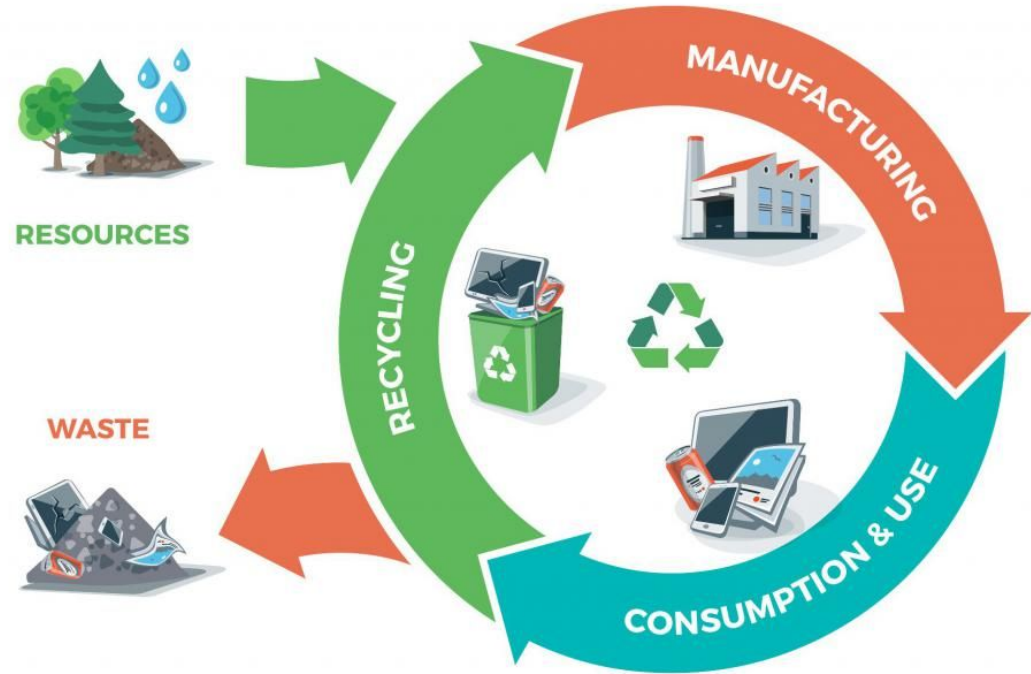 RESOURCES
WASTE
RECYCLING
MANUFACTURING
CONSUMPTION & USE